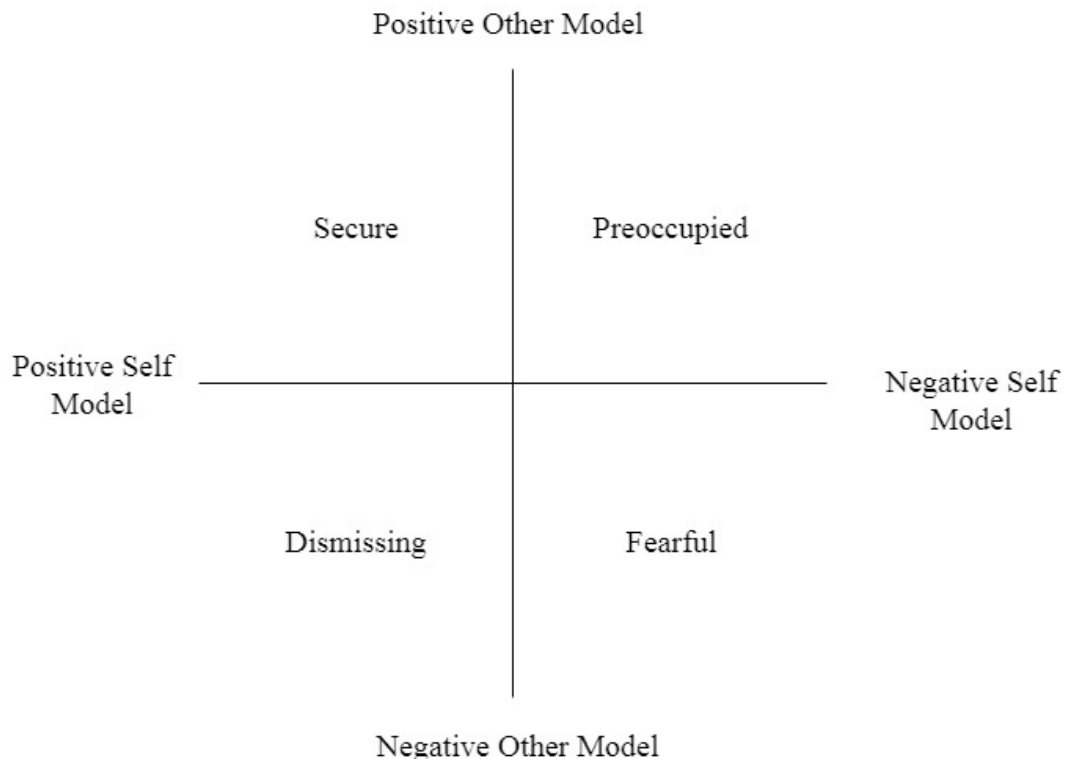 Positive Other Model
Secure
Preoccupied
Positive Self
Model
Negative Self
Model
Dismissing
Fearful
Negative Other Model